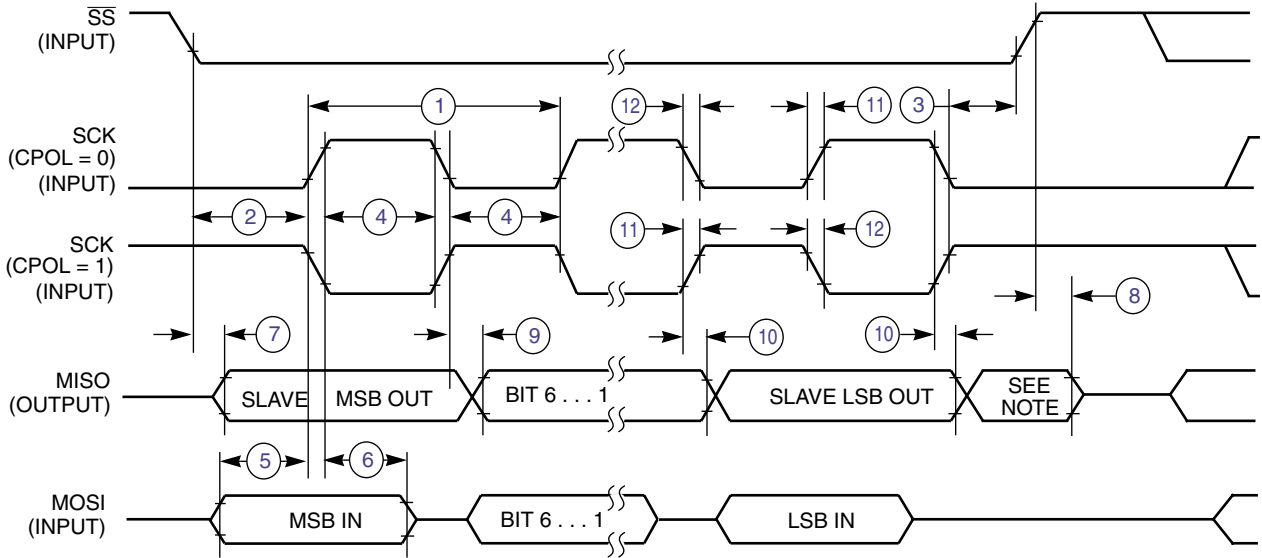 SS
(INPUT)
1
12
11
3
SCK
(CPOL = 0)
(INPUT)
2
4
4
SCK
(CPOL = 1)
(INPUT)
11
12
8
7
9
10
10
MISO
(OUTPUT)
SLAVE MSB OUT
BIT 6 . . . 1
SLAVE LSB OUT
SEE
NOTE
5
6
MOSI
(INPUT)
MSB IN
BIT 6 . . . 1
LSB IN